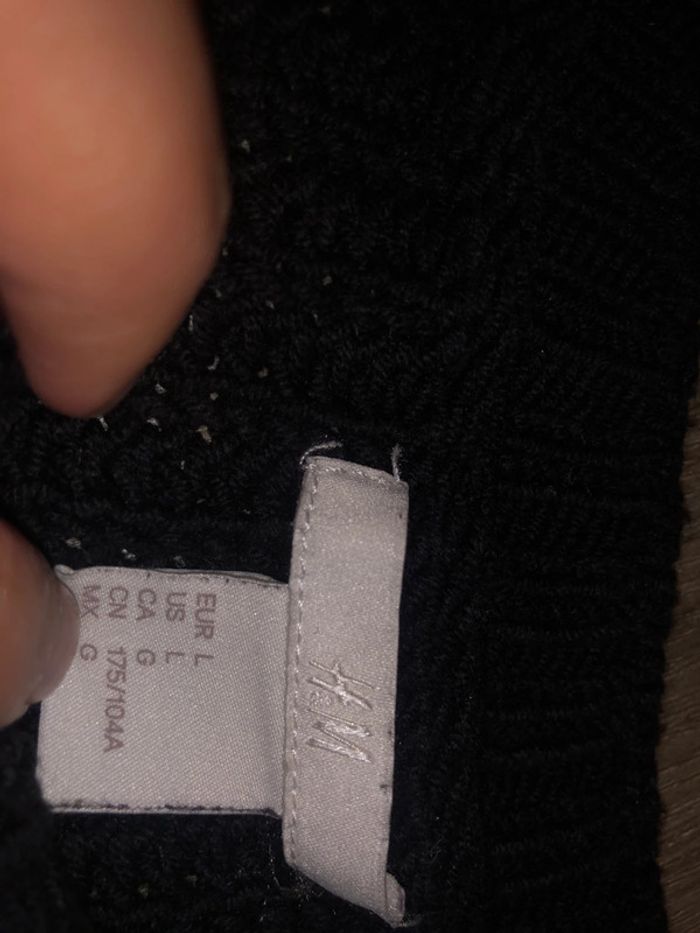 H&M
EUR L
US L
CA G
CN 175/104A
MX G